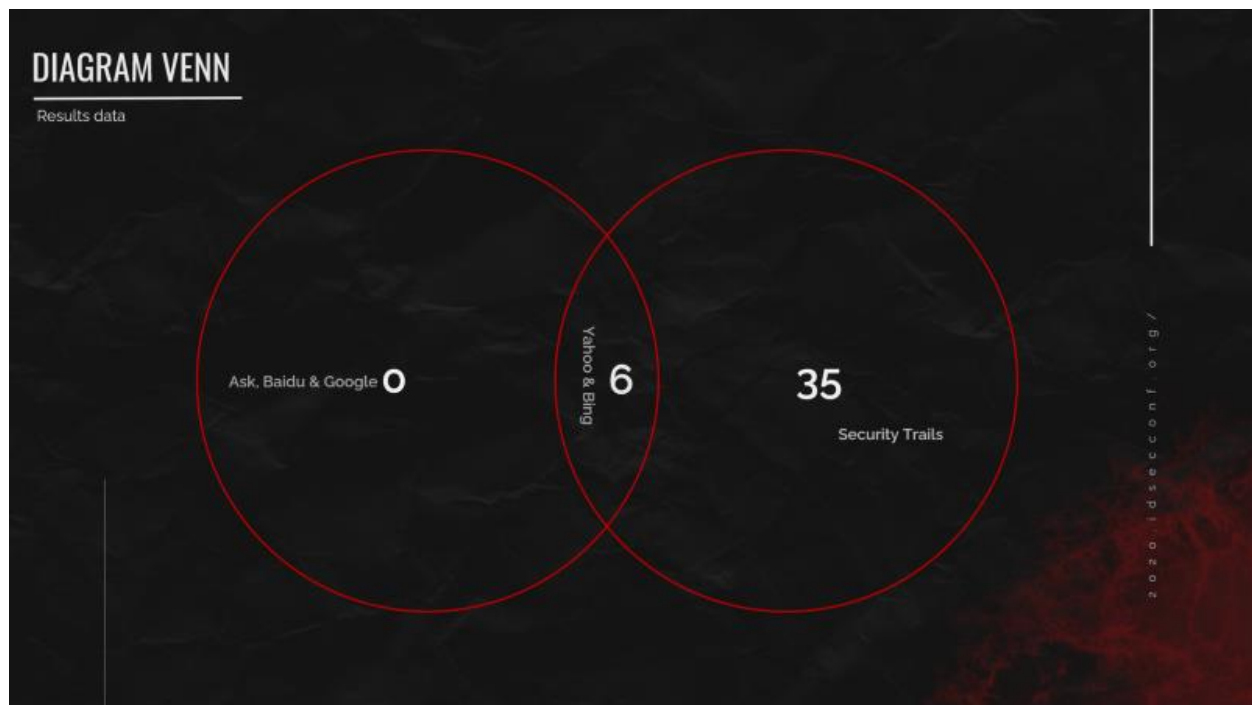 DIAGRAM VENN
Results data
Ask, Baidu & Google 0
Yahoo & Bing
6
35
Security Trails
2020.idsecconf.org/